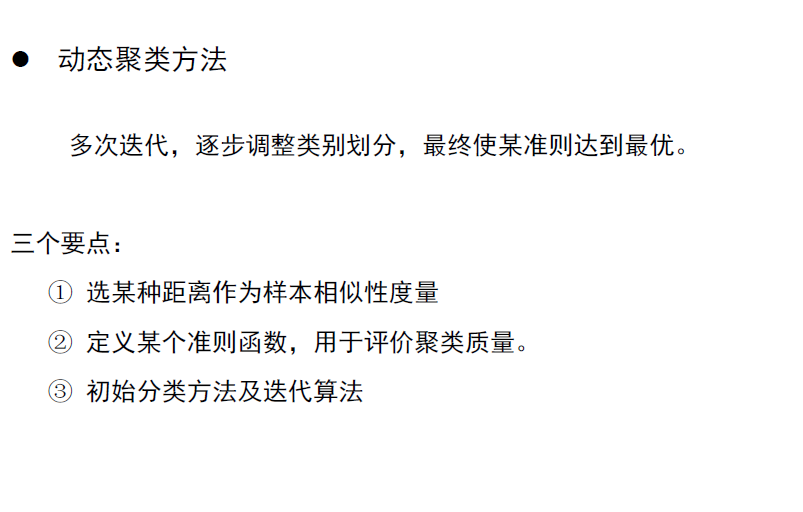 ● 动态聚类方法
多次迭代，逐步调整类别划分，最终使某准则达到最优。
三个要点：
① 选某种距离作为样本相似性度量
② 定义某个准则函数，用于评价聚类质量。
③ 初始分类方法及迭代算法